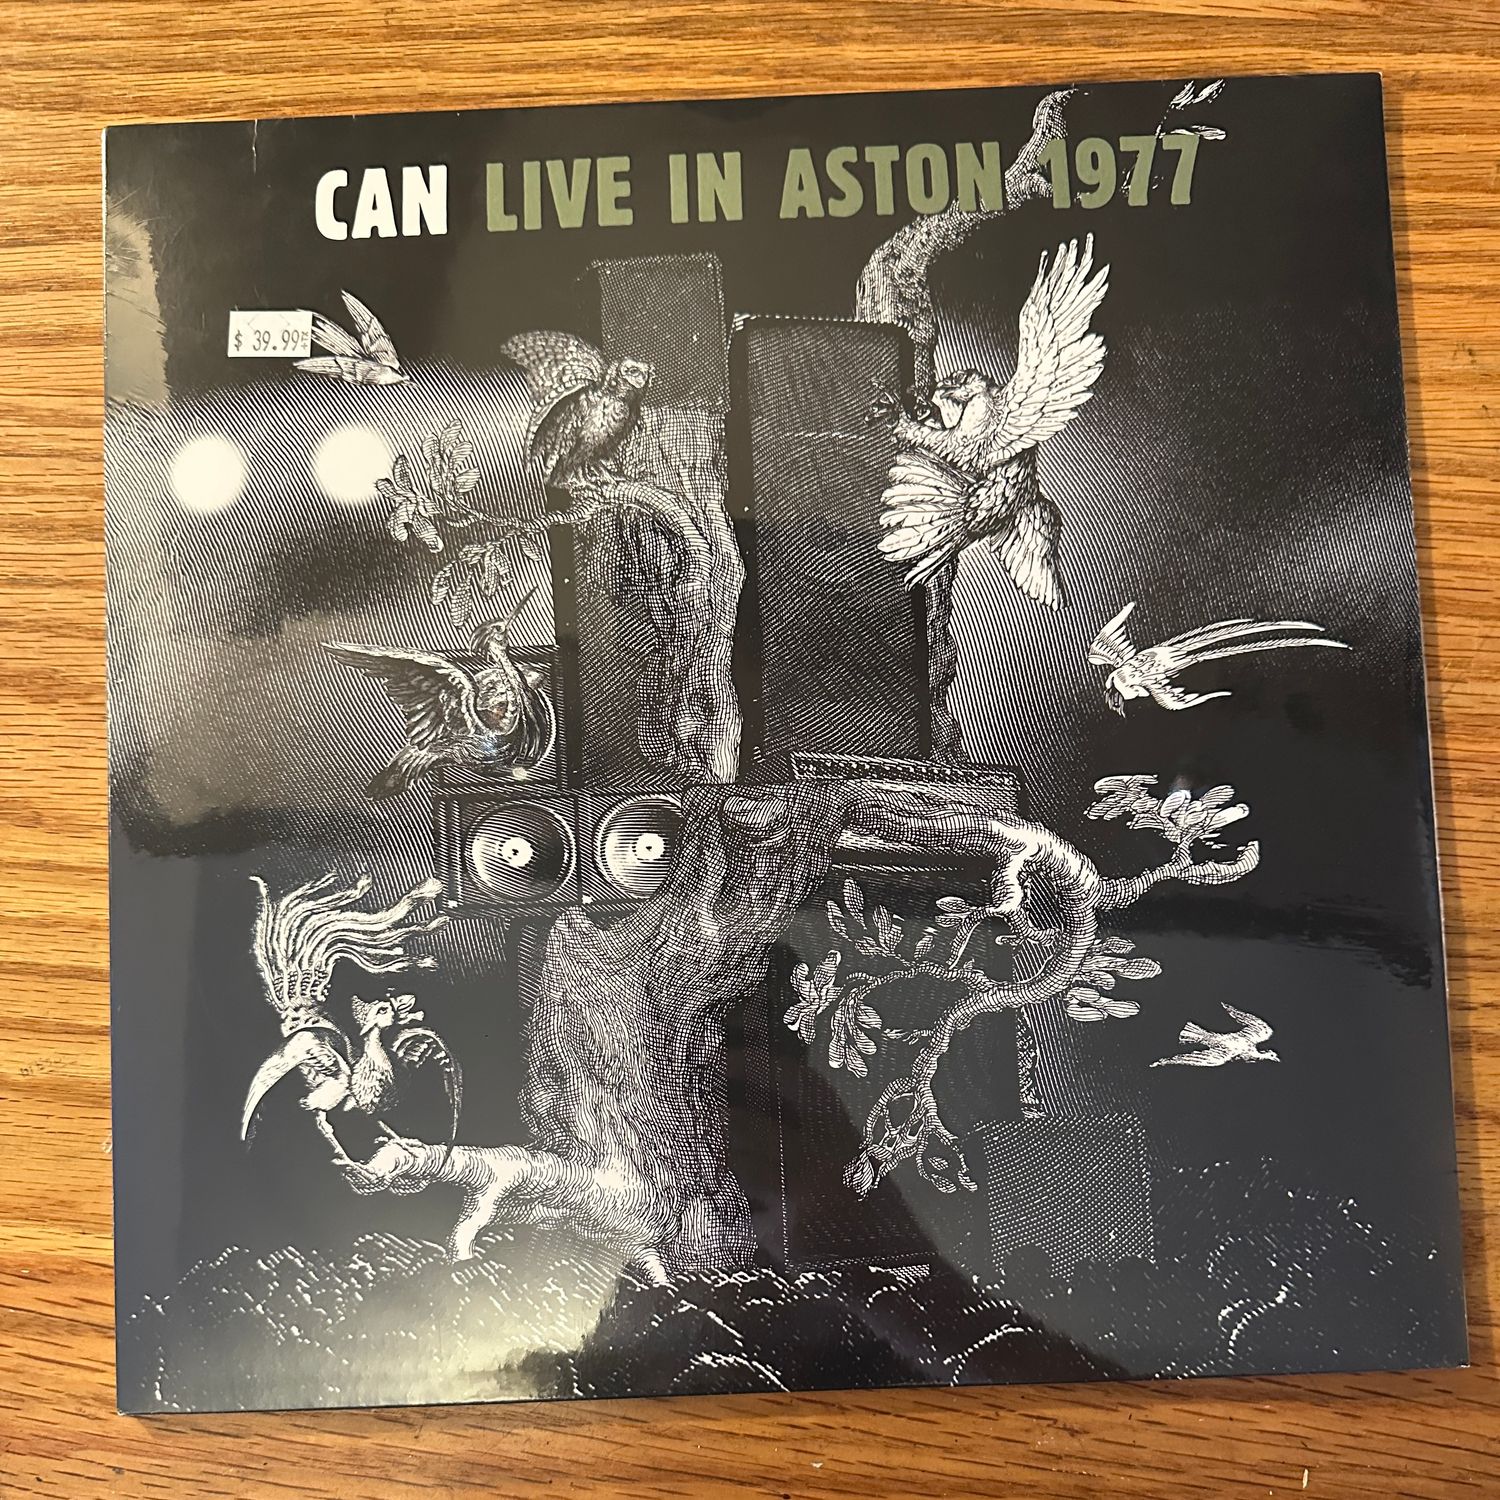 CAN LIVE IN ASTON 1977
$ 39.99